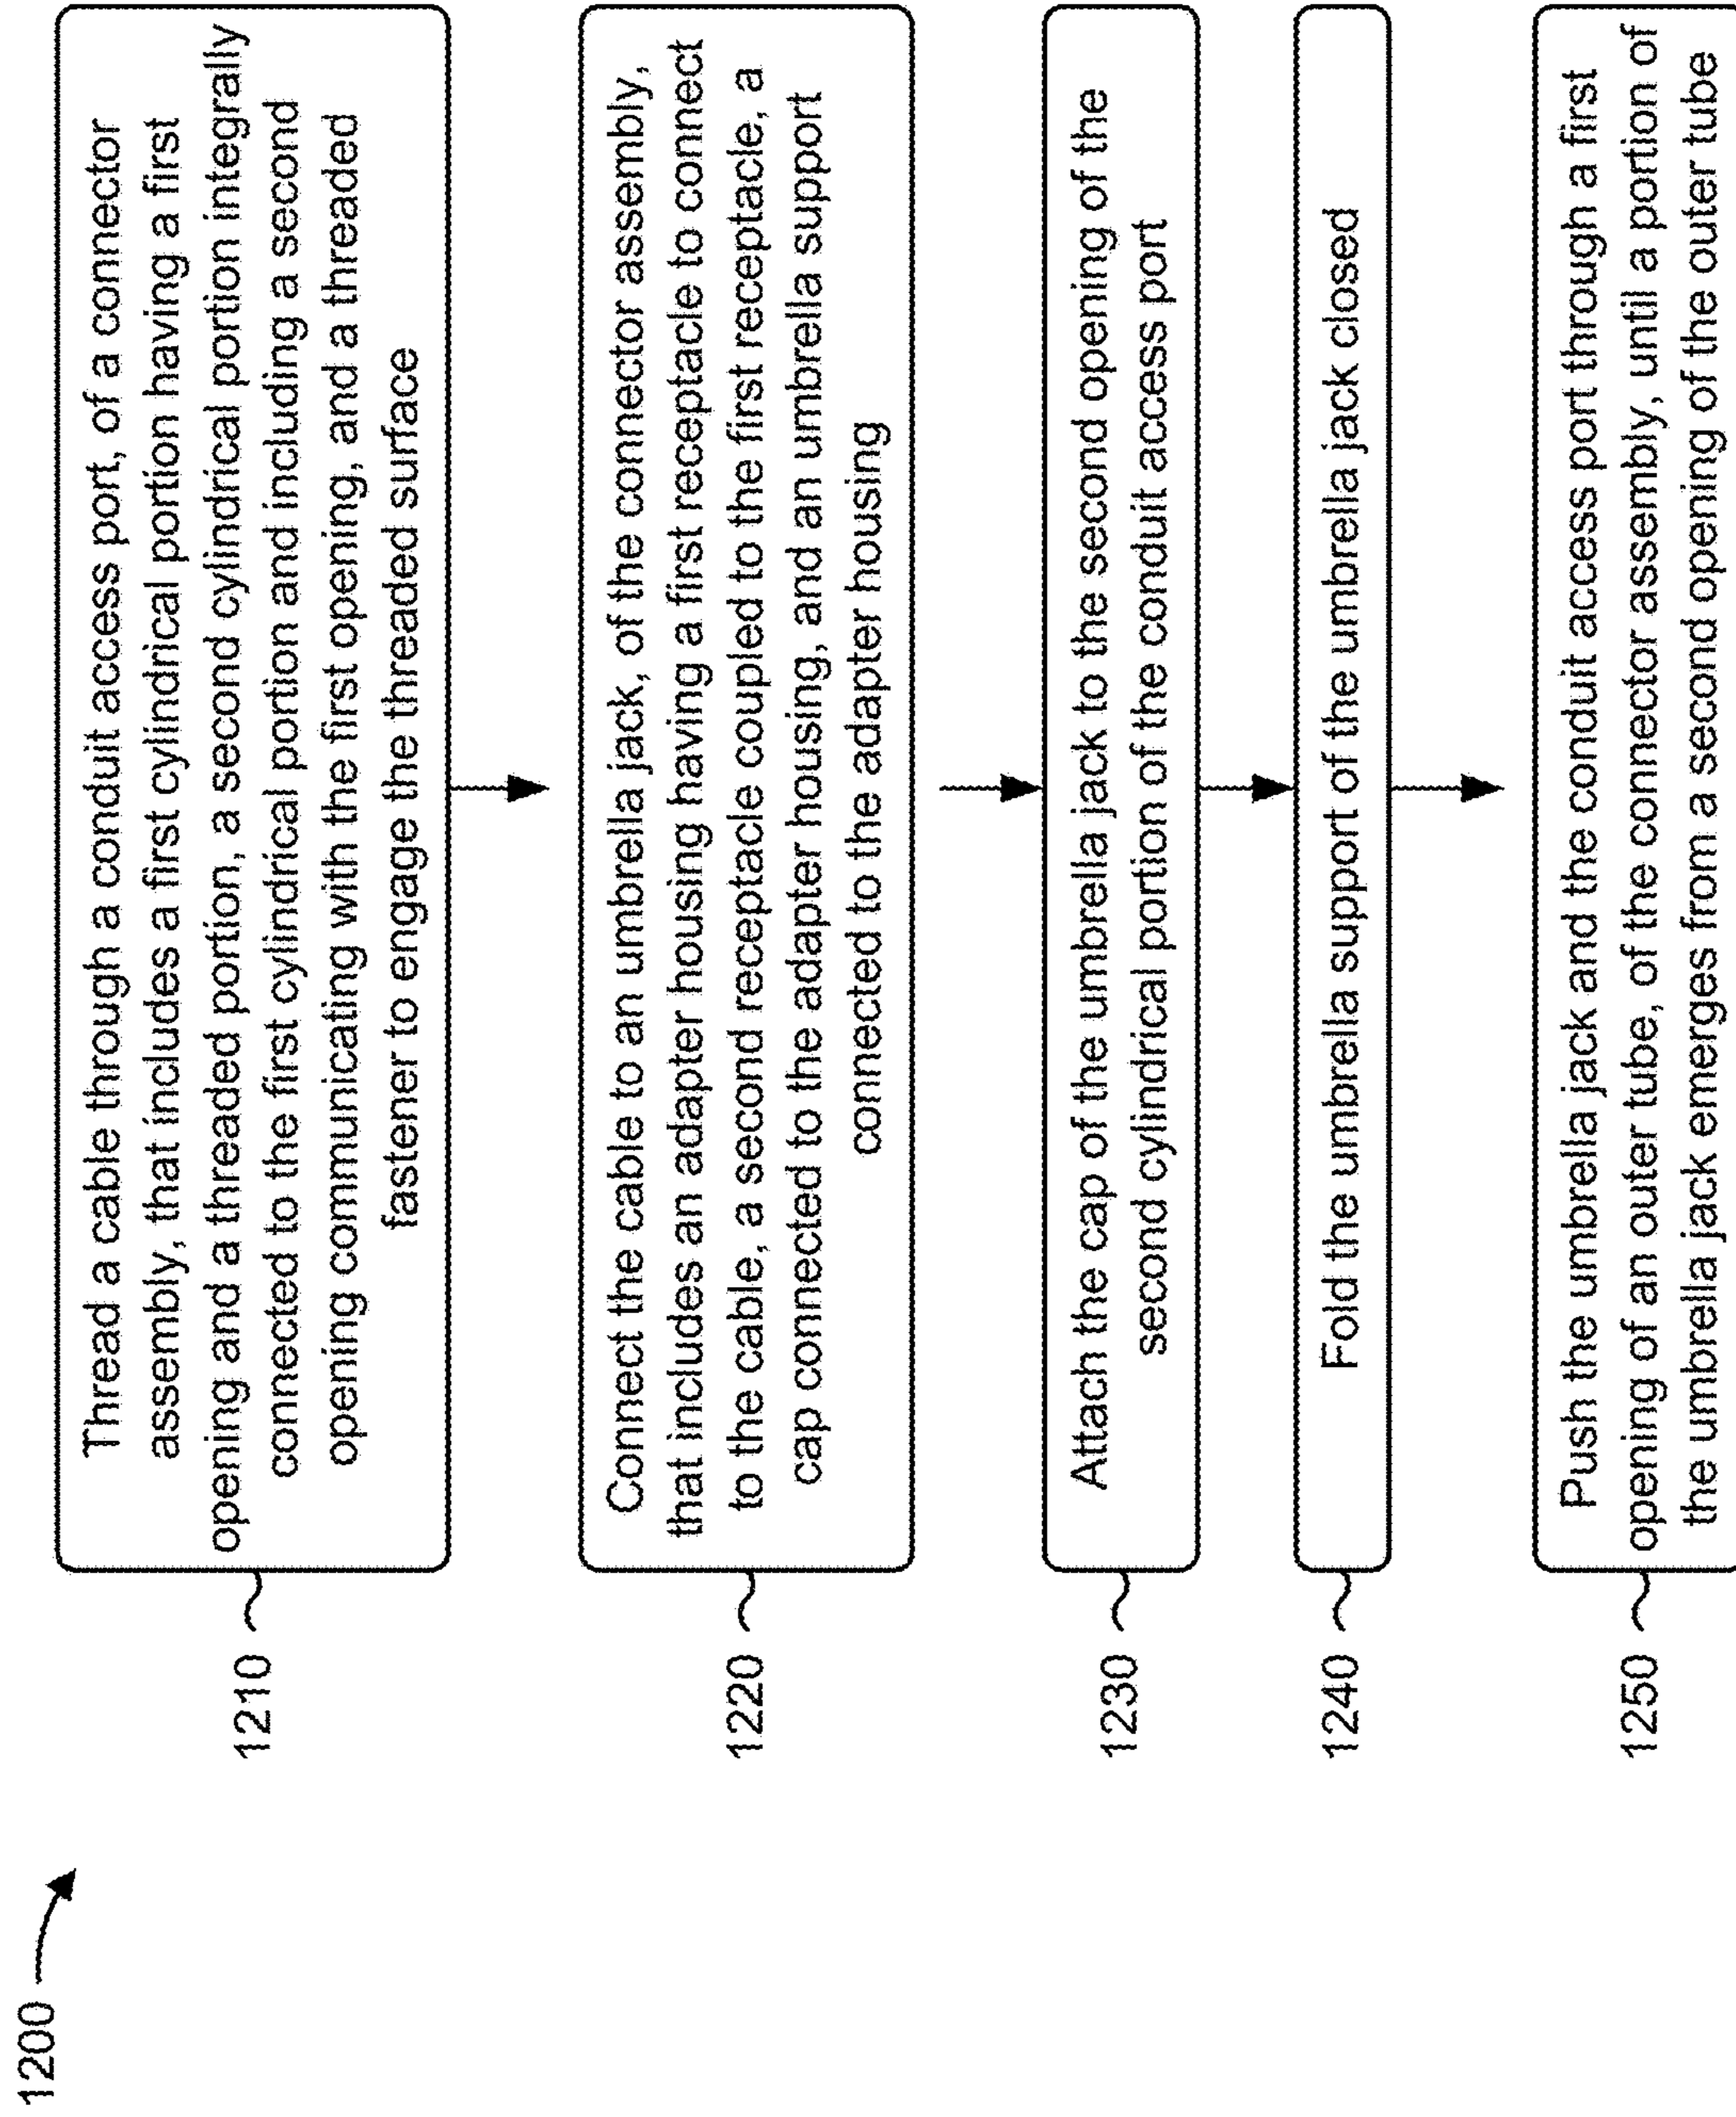 1200
1210
Thread a cable through a conduit access port, of a connector
assembly, that includes a first cylindrical portion having a first
opening and a threaded portion, a second cylindrical portion integrally
connected to the first cylindrical portion and including a second
opening communicating with the first opening, and a threaded
fastener to engage the threaded surface
1220
Connect the cable to an umbrella jack, of the connector assembly,
that includes an adapter housing having a first receptacle to connect
to the cable, a second receptacle coupled to the first receptacle, a
cap connected to the adapter housing, and an umbrella support
connected to the adapter housing
1230
Attach the cap of the umbrella jack to the second opening of the
second cylindrical portion of the conduit access port
1240
Fold the umbrella support of the umbrella jack closed
1250
Push the umbrella jack and the conduit access port through a first
opening of an outer tube, of the connector assembly, until a portion of
the umbrella jack emerges from a second opening of the outer tube